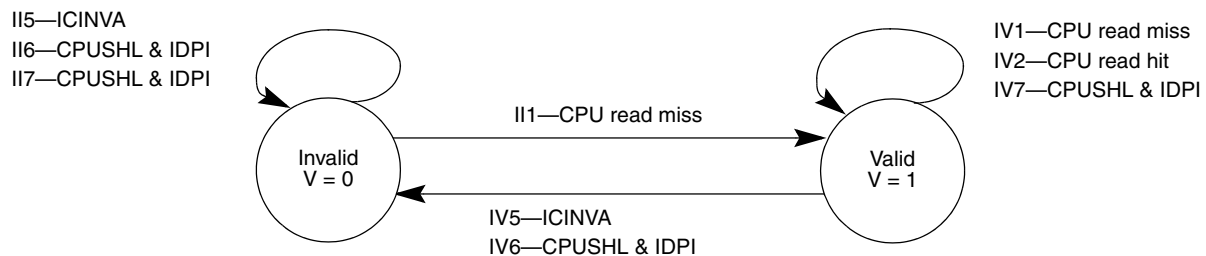 II5—ICINVA
II6—CPUSHL & IDPI
II7—CPUSHL & IDPI
IV1—CPU read miss
IV2—CPU read hit
IV7—CPUSHL & IDPI
II1—CPU read miss
Invalid
V = 0
Valid
V = 1
IV5—ICINVA
IV6—CPUSHL & IDPI